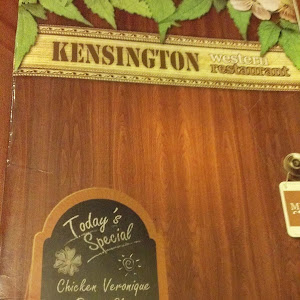 KENSINGTON western
restaurant
Today's
Special
Chicken Veronique
M